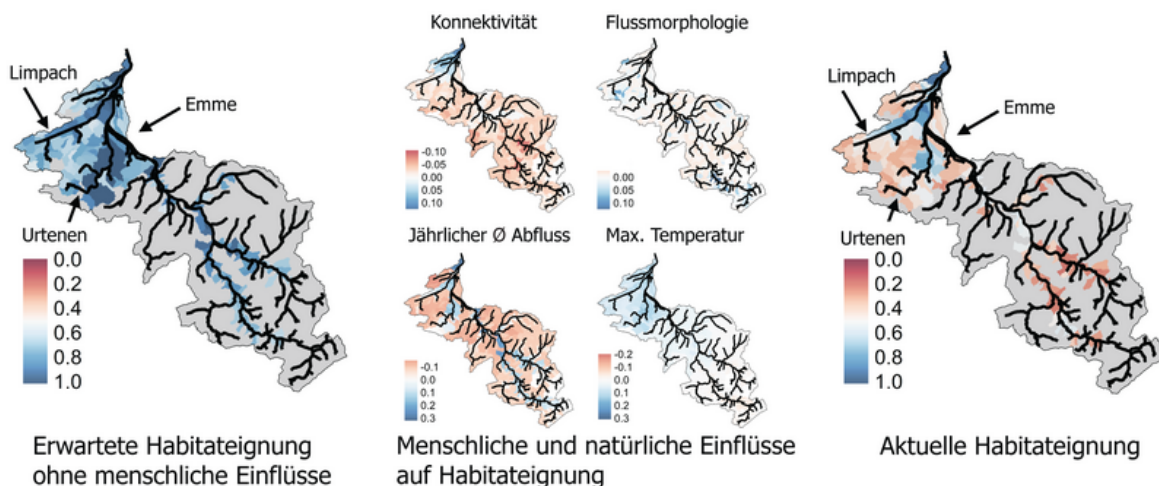 Konnektivität
Flussmorphologie
Limpach
Emme
Urtenen
0.0
0.2
0.4
0.6
0.8
1.0
-0.10
-0.05
0.00
0.05
0.10
0.00
0.05
0.10
Jährlicher Ø Abfluss
Max. Temperatur
-0.1
0.0
0.1
0.2
0.3
-0.2
-0.1
0.0
0.1
0.2
0.3
Limpach
Emme
Urtenen
0.0
0.2
0.4
0.6
0.8
1.0
Erwartete Habitateignung
ohne menschliche Einflüsse
Menschliche und natürliche Einflüsse
auf Habitateignung
Aktuelle Habitateignung